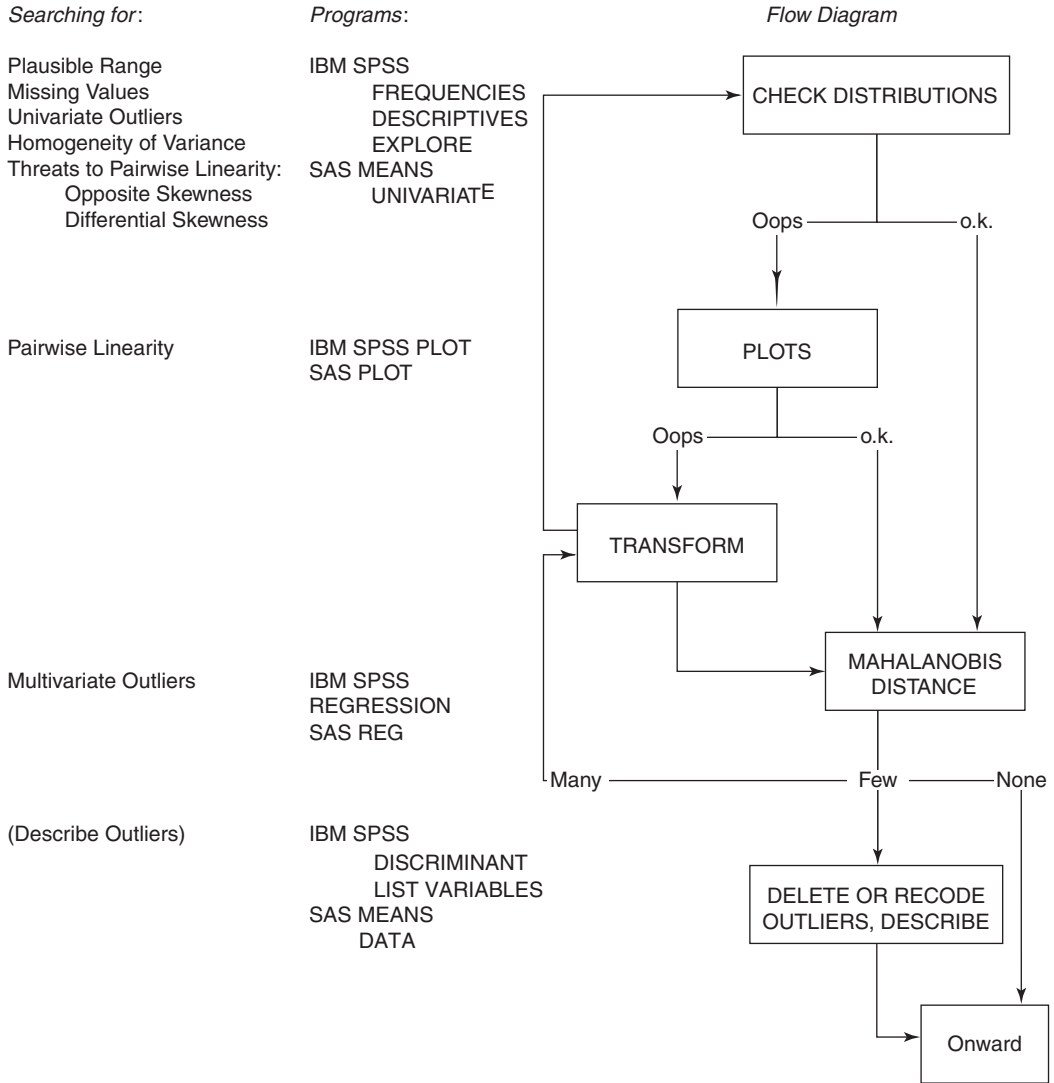 Searching for: Programs: Flow Diagram
Plausible Range IBM SPSS
Missing Values FREQUENCIES CHECK DISTRIBUTIONS
Univariate Outliers DESCRIPTIVES
Homogeneity of Variance EXPLORE
Threats to Pairwise Linearity: SAS MEANS
Opposite Skewness UNIVARIATE
Differential Skewness
Oops o.k.
Pairwise Linearity IBM SPSS PLOT PLOTS
SAS PLOT
Oops o.k.
TRANSFORM
MAHALANOBIS
DISTANCE
Multivariate Outliers IBM SPSS
REGRESSION
SAS REG
Many Few None
(Describe Outliers) IBM SPSS
DISCRIMINANT
LIST VARIABLES
SAS MEANS
DATA
DELETE OR RECODE
OUTLIERS, DESCRIBE
Onward